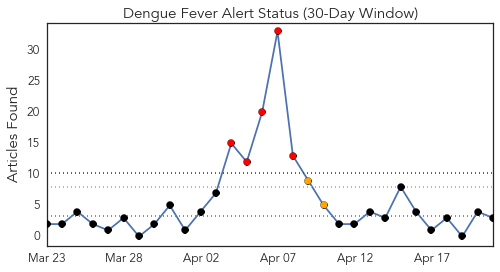 Dengue Fever Alert Status (30-Day Window)
Articles Found
30
25
20
15
10
5
0
Mar 23 Mar 28 Apr 02 Apr 07 Apr 12 Apr 17